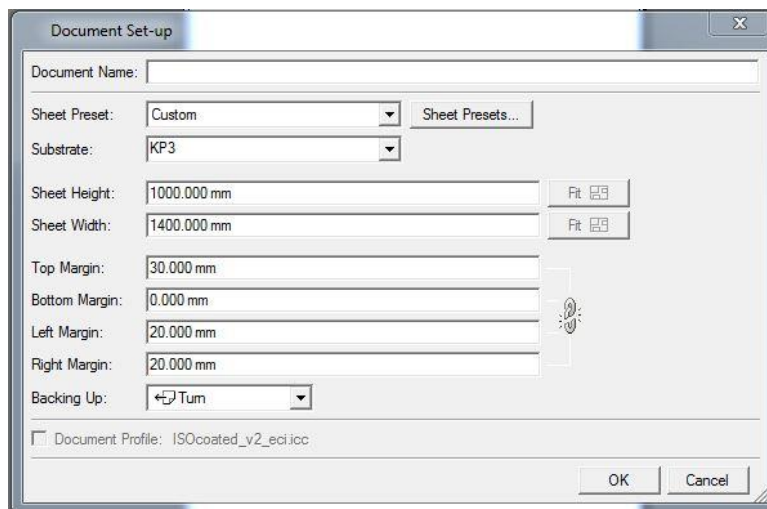 Document Set-up
Document Name:
Sheet Preset: Custom Sheet Presets...
Substrate: KP3
Sheet Height: 1000.000 mm Fit
Sheet Width: 1400.000 mm Fit
Top Margin: 30.000 mm
Bottom Margin: 0.000 mm
Left Margin: 20.000 mm
Right Margin: 20.000 mm
Backing Up: Turn
Document Profile: ISOcoated_v2_eci.icc
OK Cancel